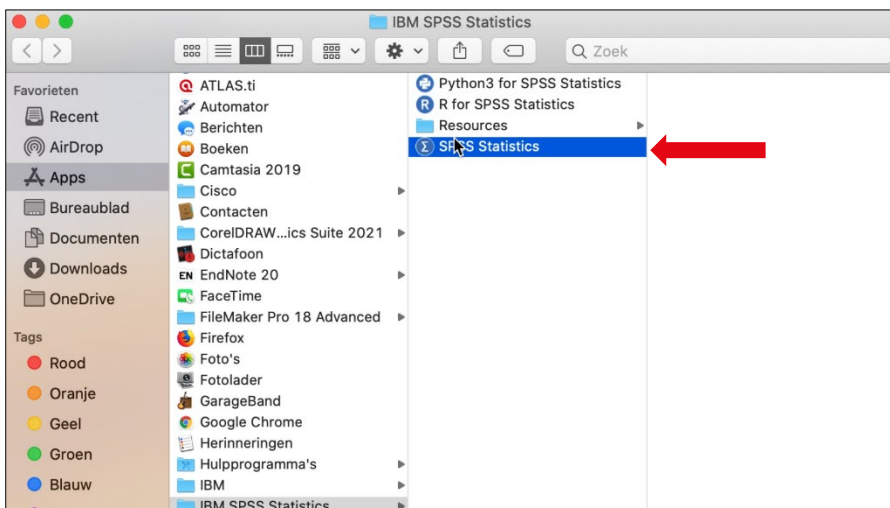 IBM SPSS Statistics
Zoek
Favorieten
Recent
AirDrop
Apps
Bureaublad
Documenten
Downloads
OneDrive
Tags
Rood
Oranje
Geel
Groen
Blauw
ATLAS.ti
Automator
Berichten
Boeken
Camtasia 2019
Cisco
Contacten
CorelDRAW...ics Suite 2021
Dictafoon
EN EndNote 20
FaceTime
FileMaker Pro 18 Advanced
Firefox
Foto's
Fotolader
GarageBand
Google Chrome
Herinneringen
Hulpprogramma's
IBM
IBM SPSS Statistics
Python3 for SPSS Statistics
R R for SPSS Statistics
Resources
Σ SPSS Statistics